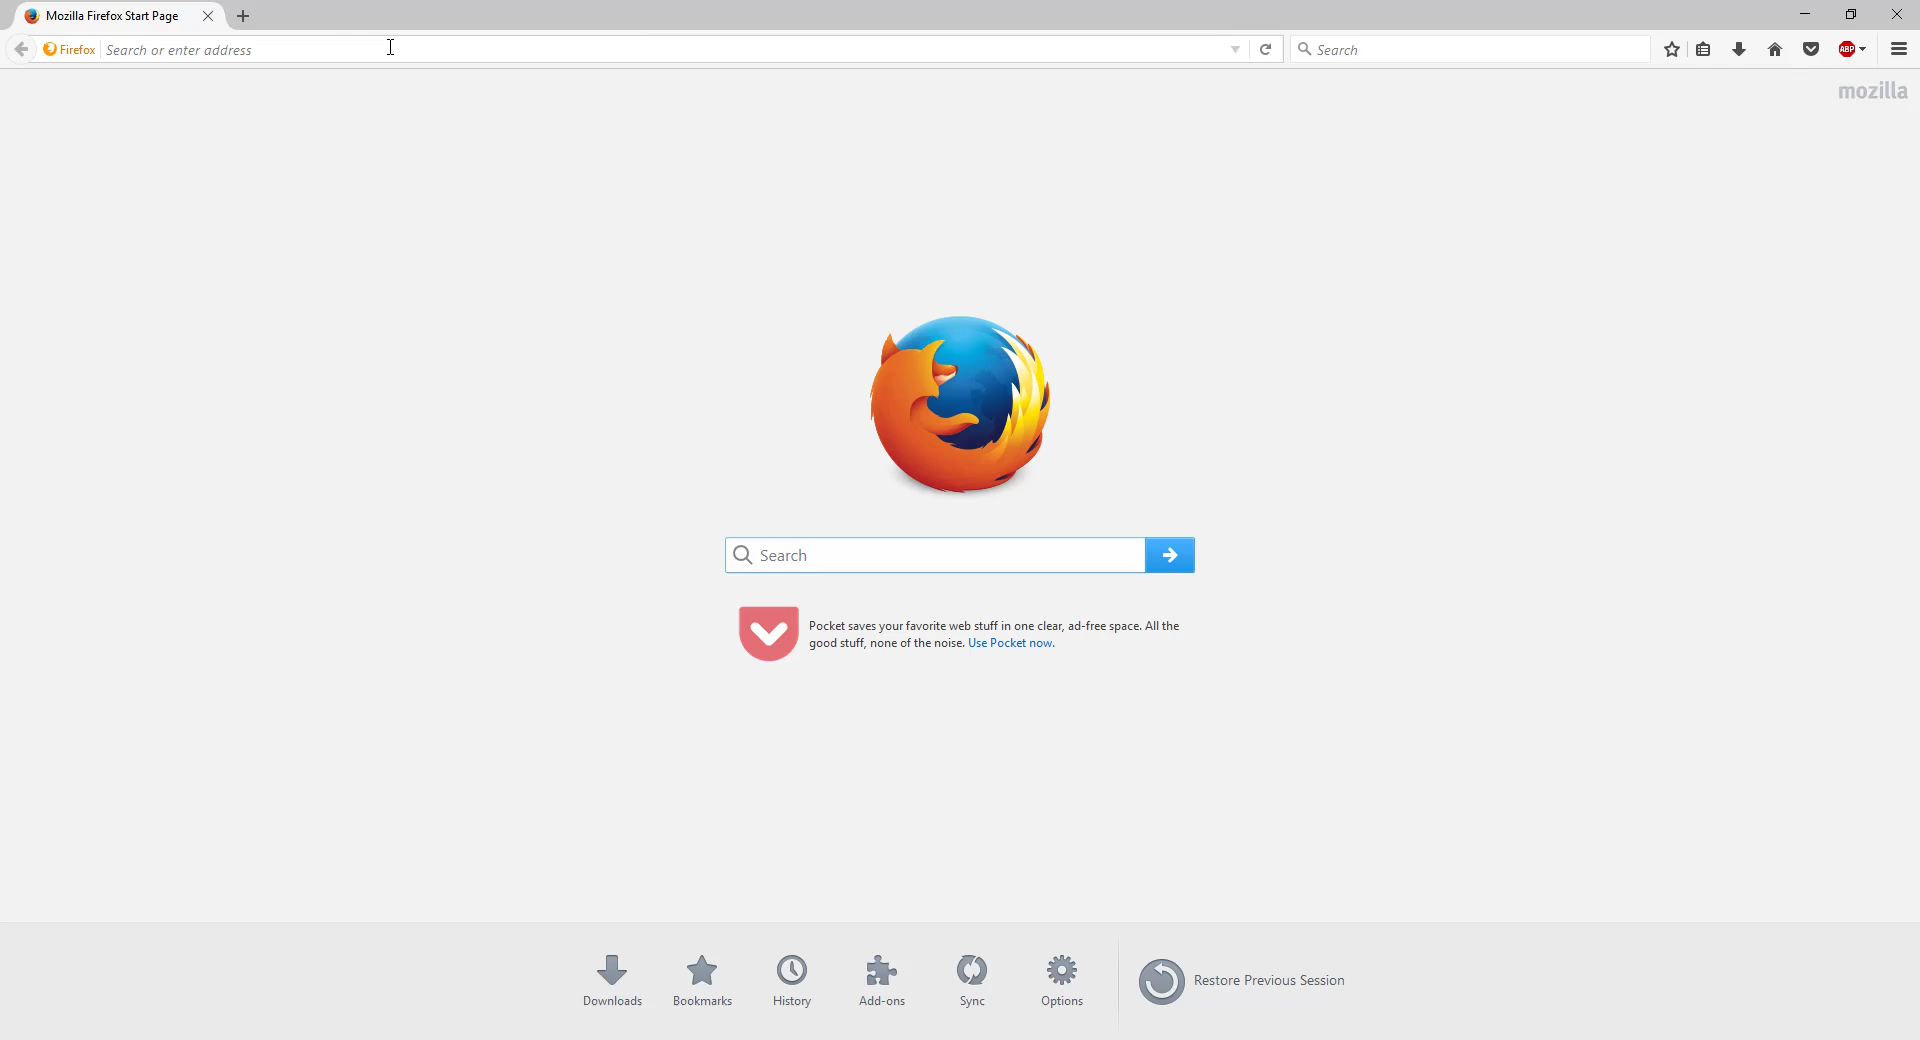 Mozilla Firefox Start Page
Firefox Search or enter address
Search
ABP
mozilla
Search
Pocket saves your favorite web stuff in one clear, ad-free space. All the
good stuff, none of the noise. Use Pocket now.
Downloads
Bookmarks
History
Add-ons
Sync
Options
Restore Previous Session